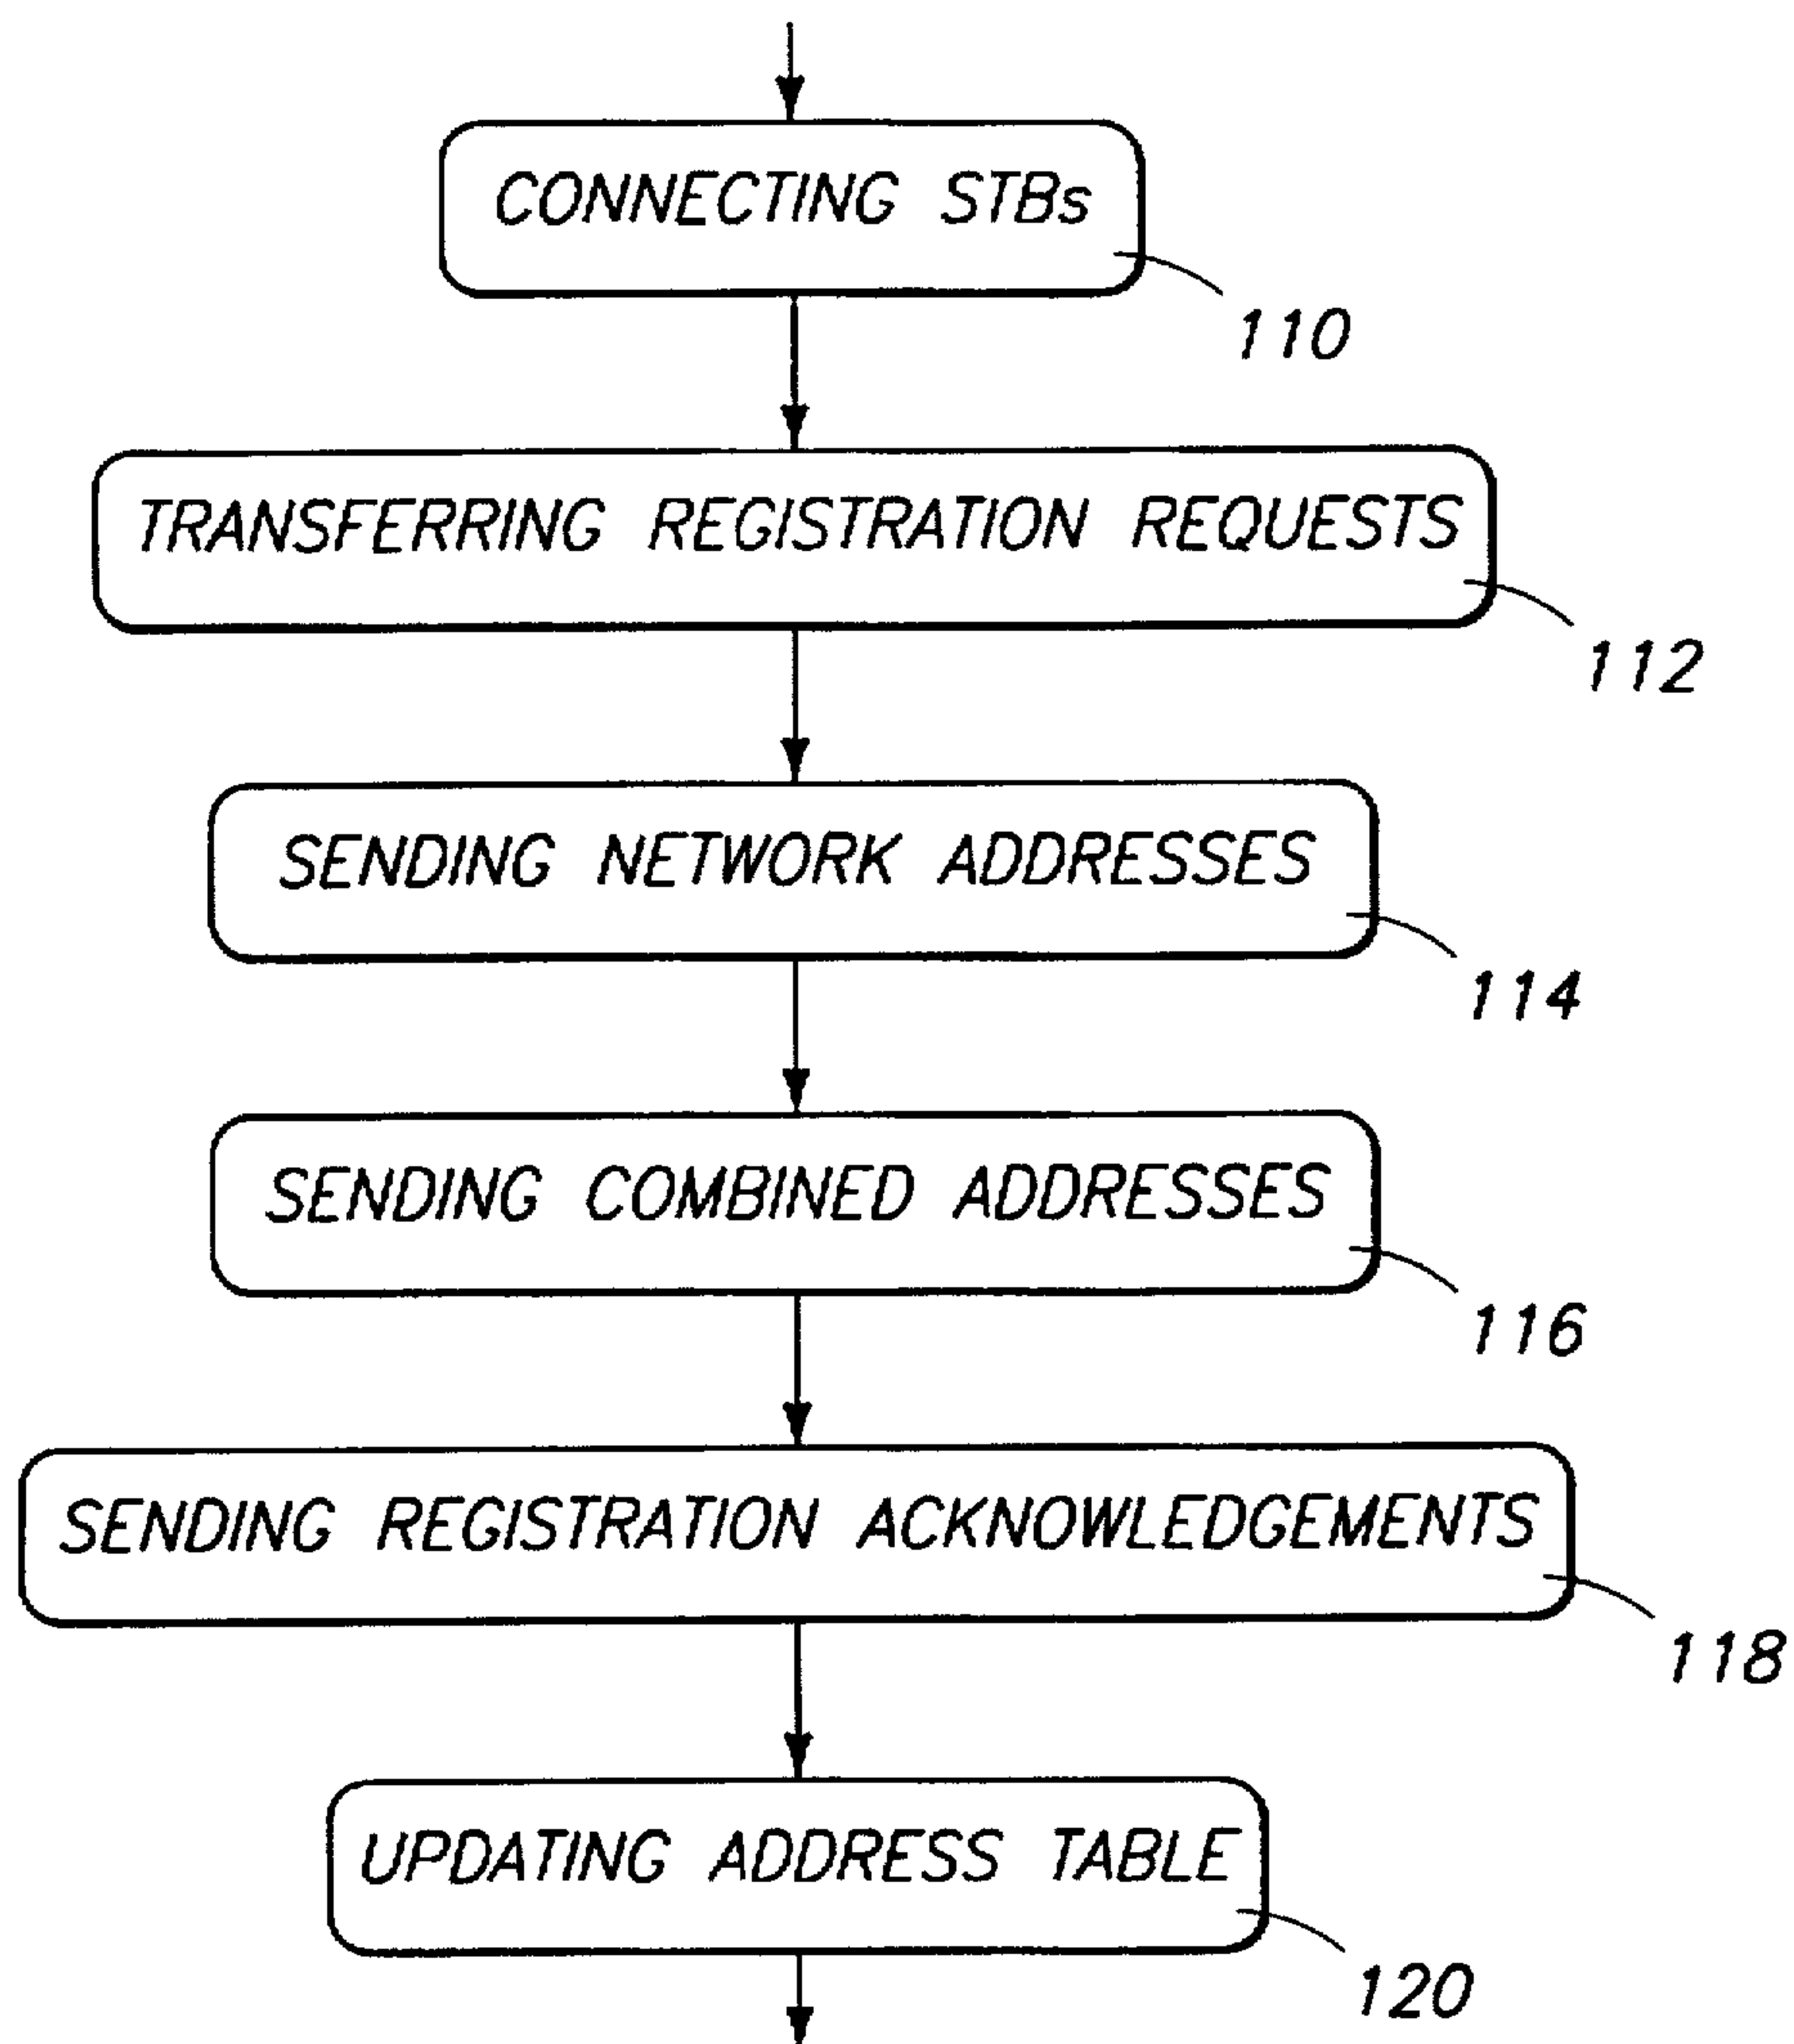 CONNECTING STBs
110
TRANSFERRING REGISTRATION REQUESTS
112
SENDING NETWORK ADDRESSES
114
SENDING COMBINED ADDRESSES
116
SENDING REGISTRATION ACKNOWLEDGEMENTS
118
UPDATING ADDRESS TABLE
120